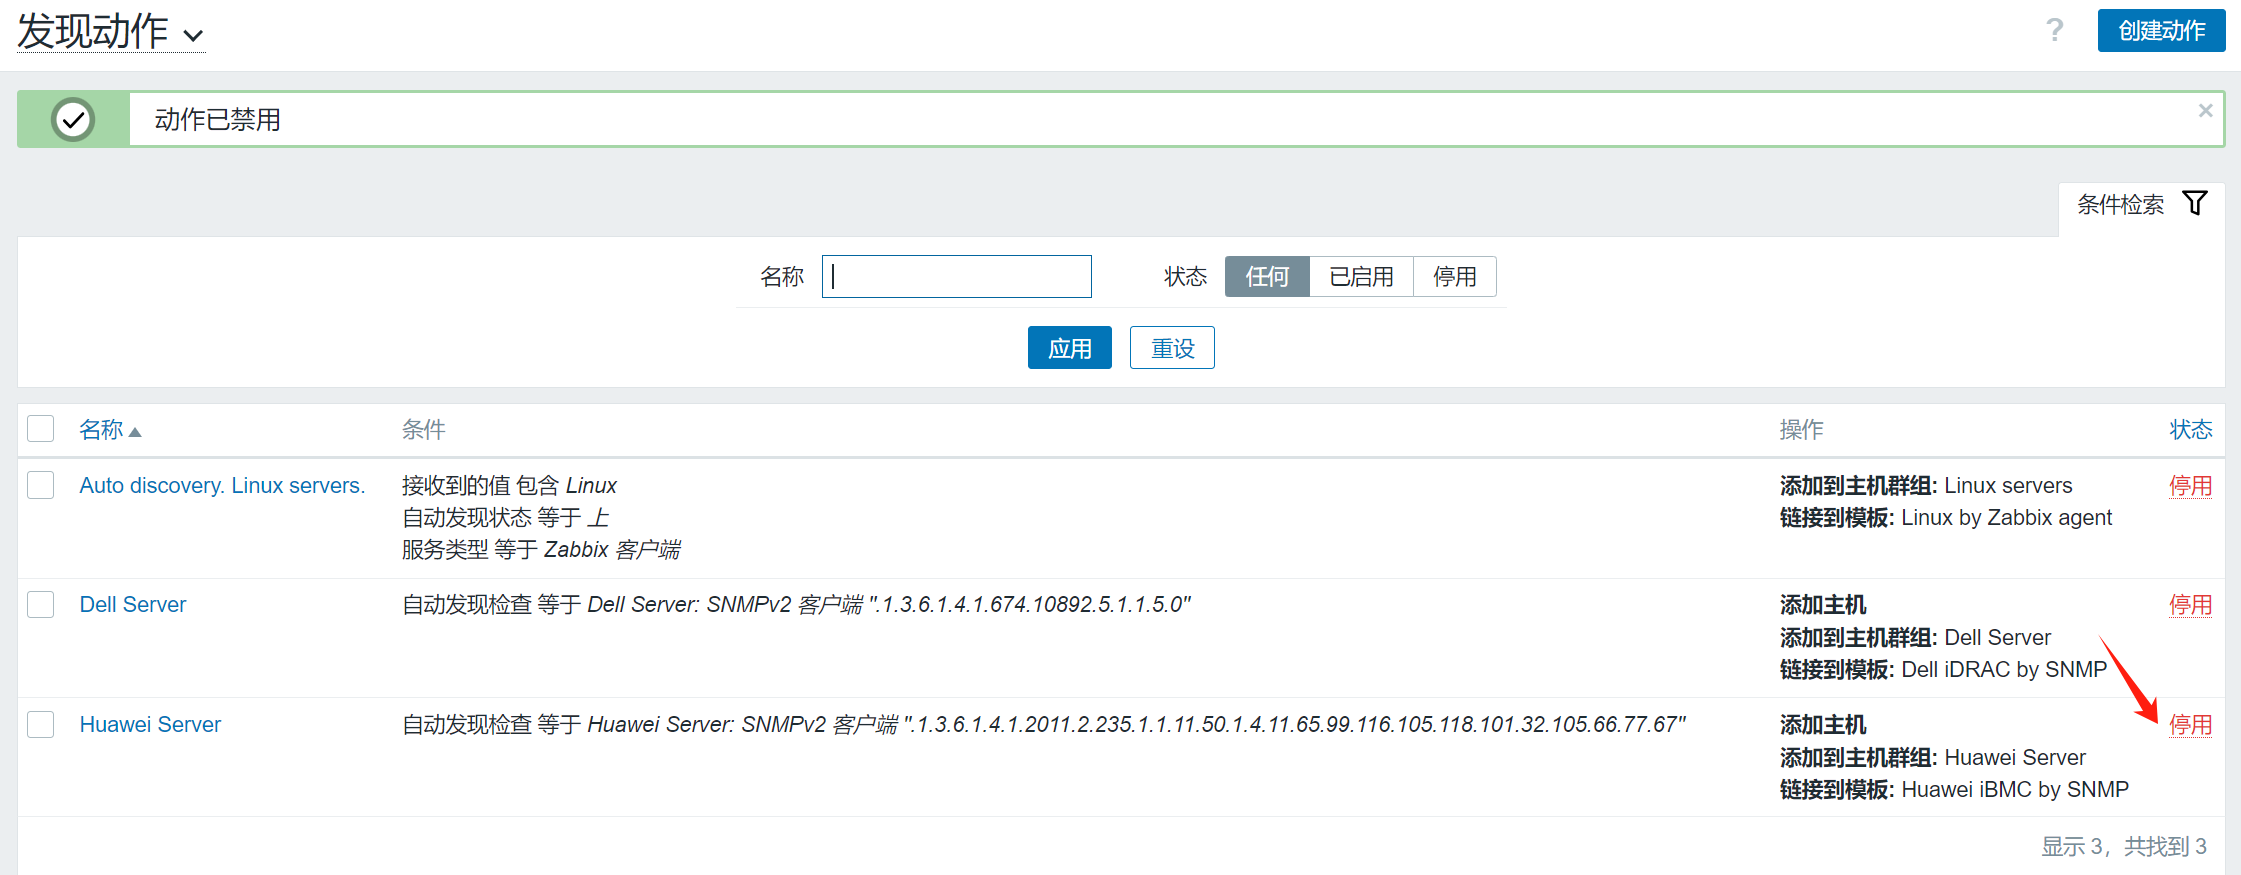 发现动作
?
创建动作
动作已禁用
×
条件检索
名称
状态 任何 已启用 停用
应用 重设
名称 条件 操作 状态
Auto discovery. Linux servers. 接收到的值 包含 Linux 添加到主机群组: Linux servers 停用
自动发现状态 等于 上 链接到模板: Linux by Zabbix agent
服务类型 等于 Zabbix 客户端
Dell Server 自动发现检查 等于 Dell Server: SNMPv2 客户端 ".1.3.6.1.4.1.674.10892.5.1.1.5.0" 添加主机 停用
添加到主机群组: Dell Server
链接到模板: Dell iDRAC by SNMP
Huawei Server 自动发现检查 等于 Huawei Server: SNMPv2 客户端 ".1.3.6.1.4.1.2011.2.235.1.1.11.50.1.4.11.65.99.116.105.118.101.32.105.66.77.67" 添加主机 停用
添加到主机群组: Huawei Server
链接到模板: Huawei iBMC by SNMP
显示 3，共找到 3